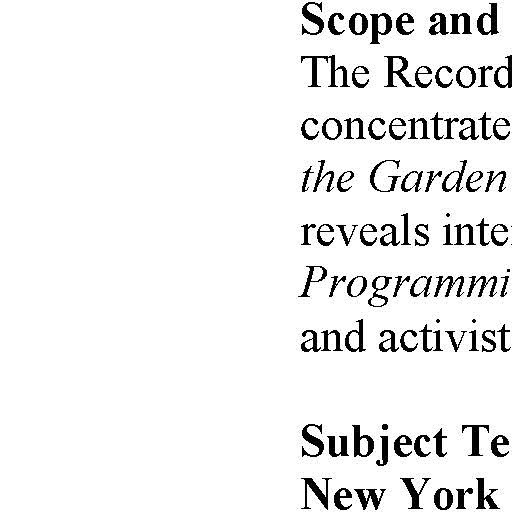 Scope and
The Record
concentrate
the Garden
reveals inte
Programmi
and activist
Subject Te
New York